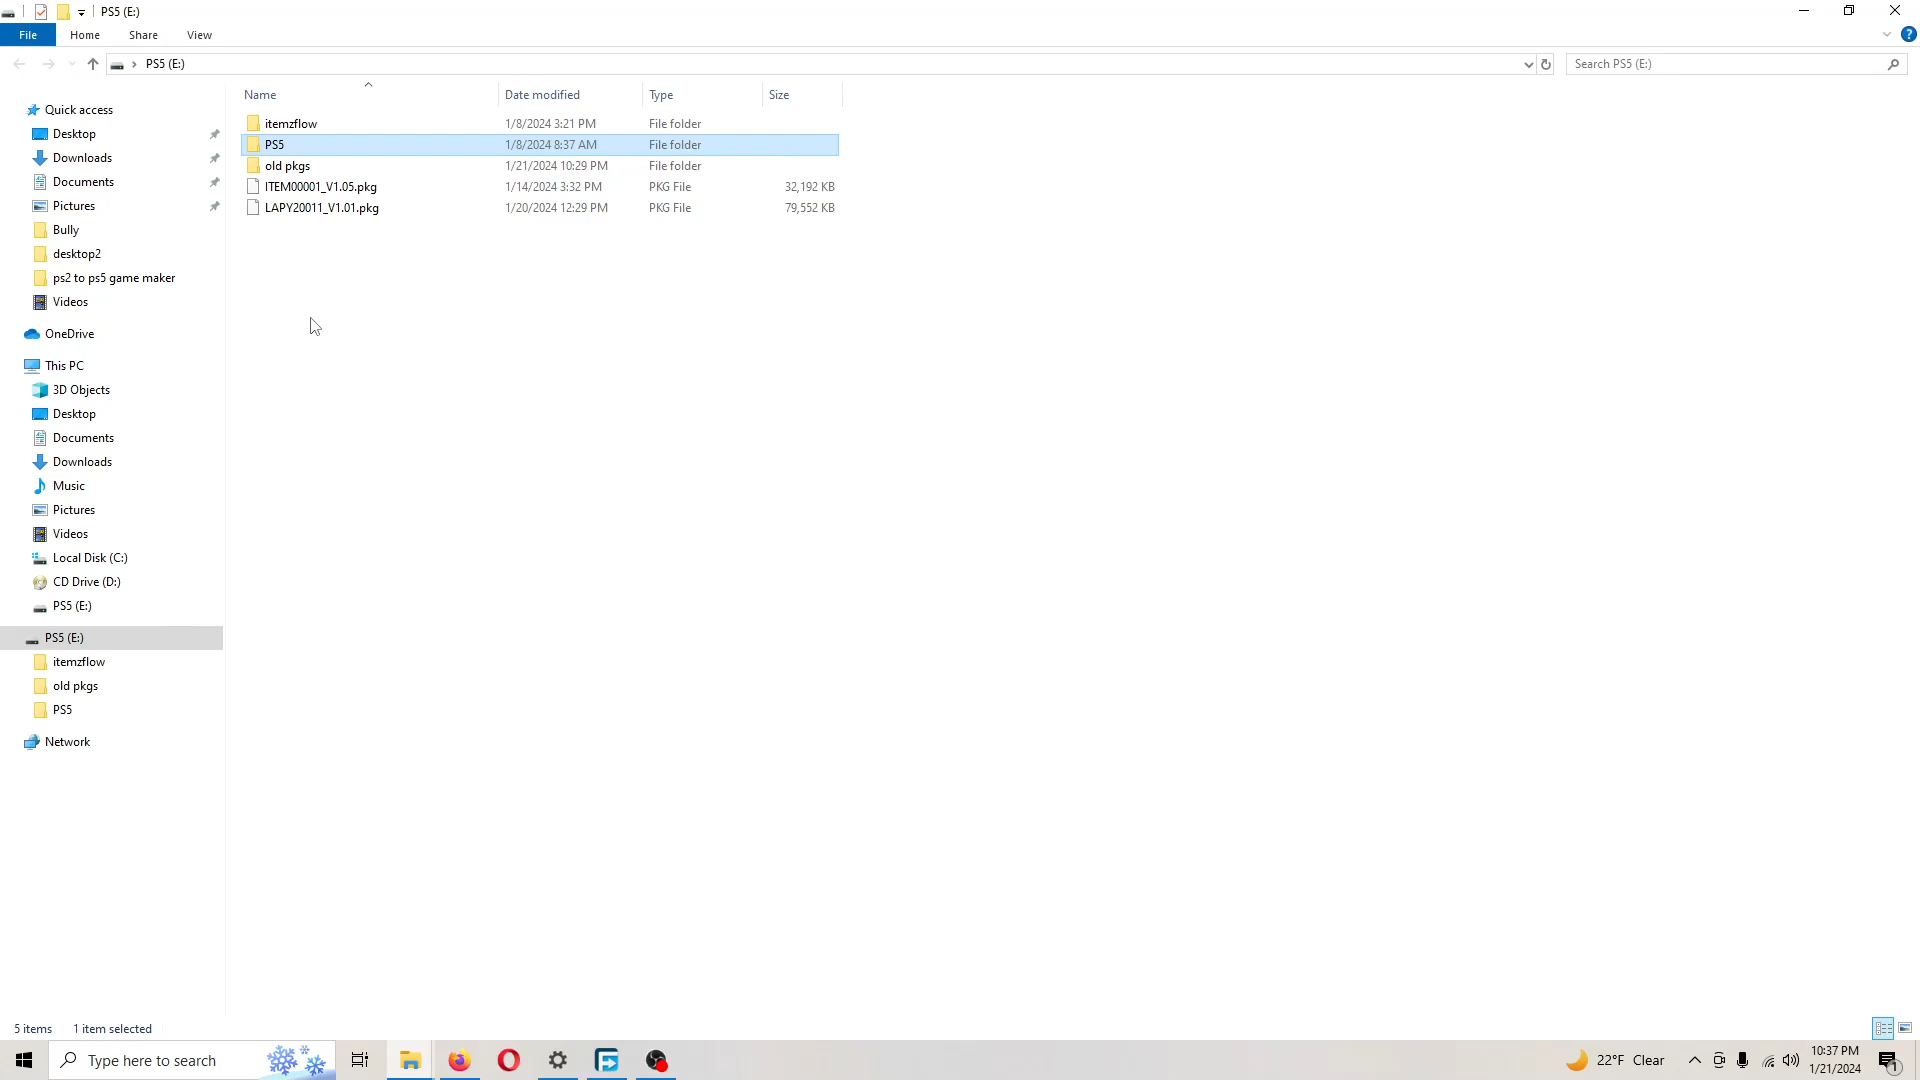 PS5 (E:)
File Home Share View
PS5 (E:) Search PS5 (E:)
Name Date modified Type Size
itemzflow 1/8/2024 3:21 PM File folder
PS5 1/8/2024 8:37 AM File folder
old pkgs 1/21/2024 10:29 PM File folder
ITEM00001_V1.05.pkg 1/14/2024 3:32 PM PKG File 32,192 KB
LAPY20011_V1.01.pkg 1/20/2024 12:29 PM PKG File 79,552 KB
Quick access
Desktop
Downloads
Documents
Pictures
Bully
desktop2
ps2 to ps5 game maker
Videos
OneDrive
This PC
3D Objects
Desktop
Documents
Downloads
Music
Pictures
Videos
Local Disk (C:)
CD Drive (D:)
PS5 (E:)
PS5 (E:)
itemzflow
old pkgs
PS5
Network
5 items 1 item selected
Type here to search
22°F Clear
10:37 PM
1/21/2024
1